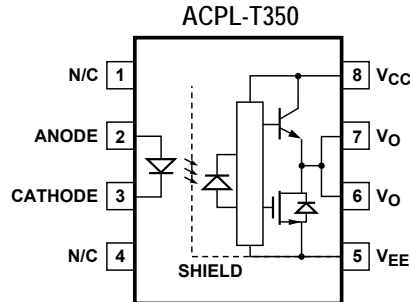 ACPL-T350
N/C 1
8 VCC
ANODE 2
7 VO
CATHODE 3
6 VO
N/C 4
5 VEE
SHIELD